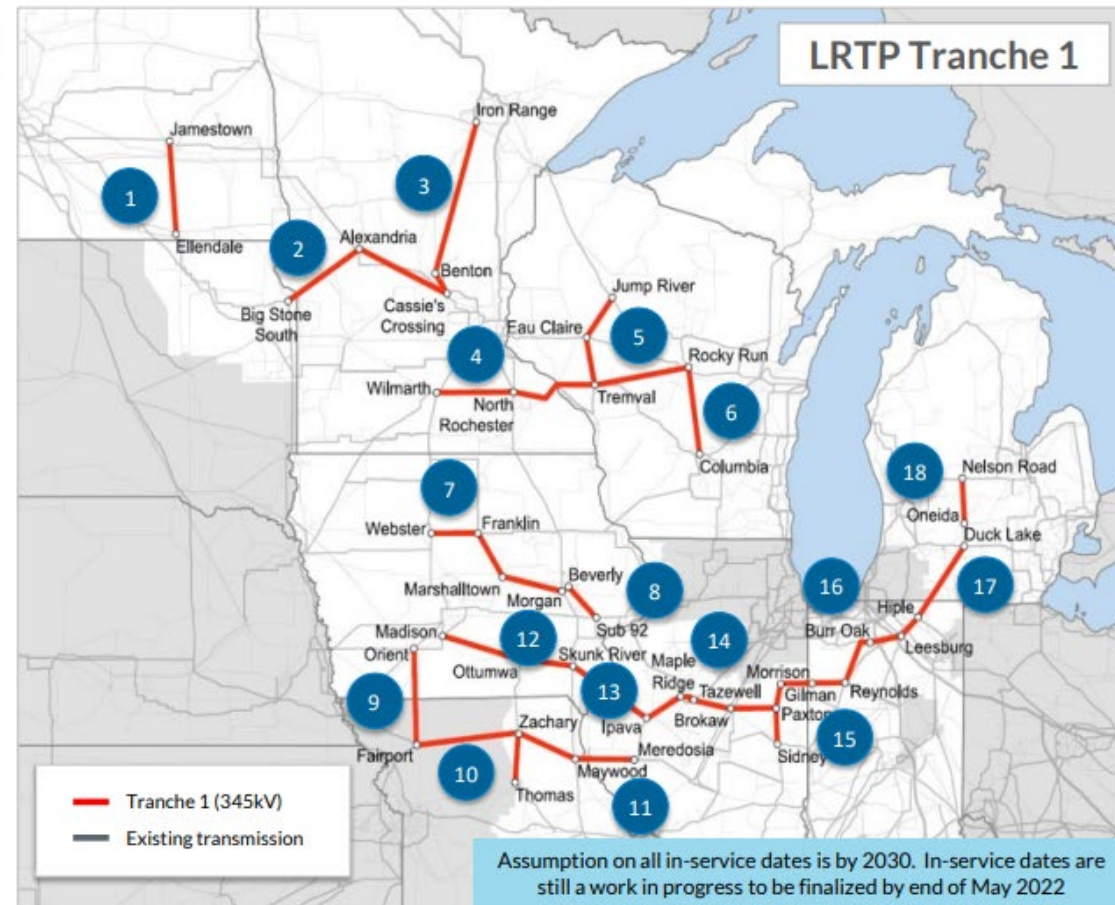 LRTP Tranche 1
Iron Range
Jamestown
3
1
Ellendale
2
Alexandria
Benton
Jump River
Big Stone
South
Cassie's
Crossing
Eau Claire
5
4
Rocky Run
Wilmarth
North
Rochester
Tremval
6
Columbia
18
Nelson Road
7
Oneida
Webster
Franklin
Duck Lake
Marshalltown
Beverly
8
16
17
Morgan
Hiple
Madison
12
Sub 92
14
Burr Oak
Leesburg
Orient
Ottumwa
Skunk River
Maple
Ridge
Morrison
13
Tazewell
Gilman
Reynolds
9
Zachary
Ipava
Brokaw
Paxton
15
Fairport
Meredosia
Sidney
10
Maywood
Thomas
11
Tranche 1 (345kV)
Existing transmission
Assumption on all in-service dates is by 2030. In-service dates are
still a work in progress to be finalized by end of May 2022